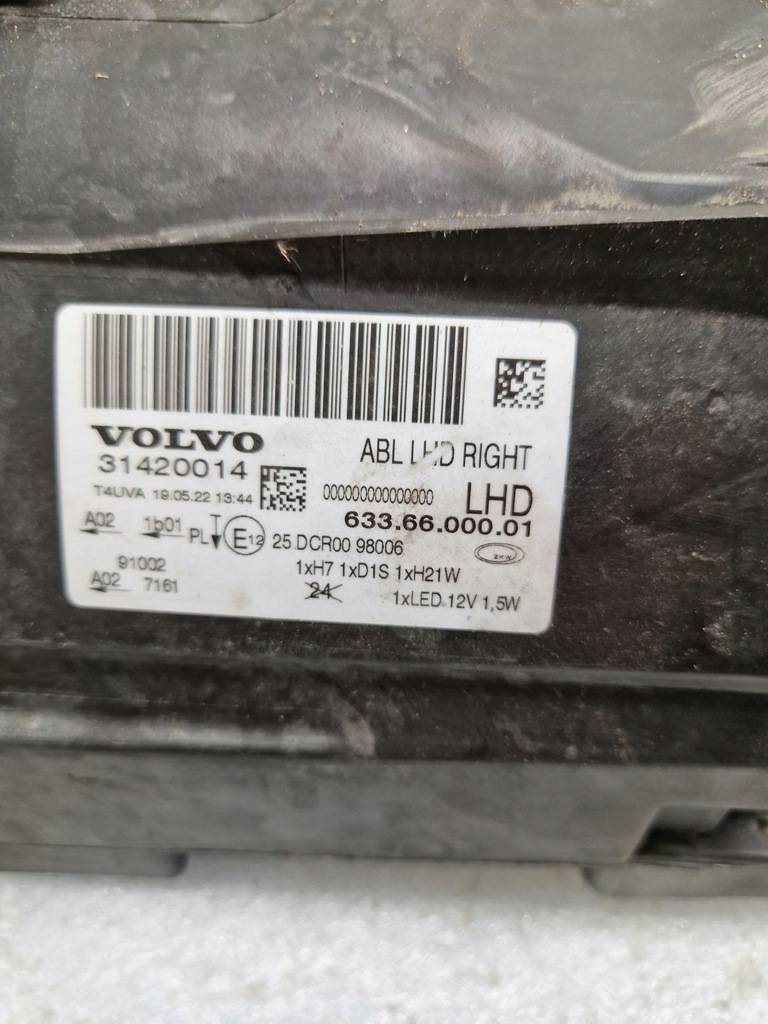 VOLVO
ABL LHD RIGHT
31420014
T4UVA 19.05.22 13:44
000000000000000 LHD
633.66.000.01
A02 1b01 PL E12 25.DCR00 98006
ZKW
91002
1xH7 1xD1S 1xH21W
A02 7161
24
1xLED 12V 1,5W